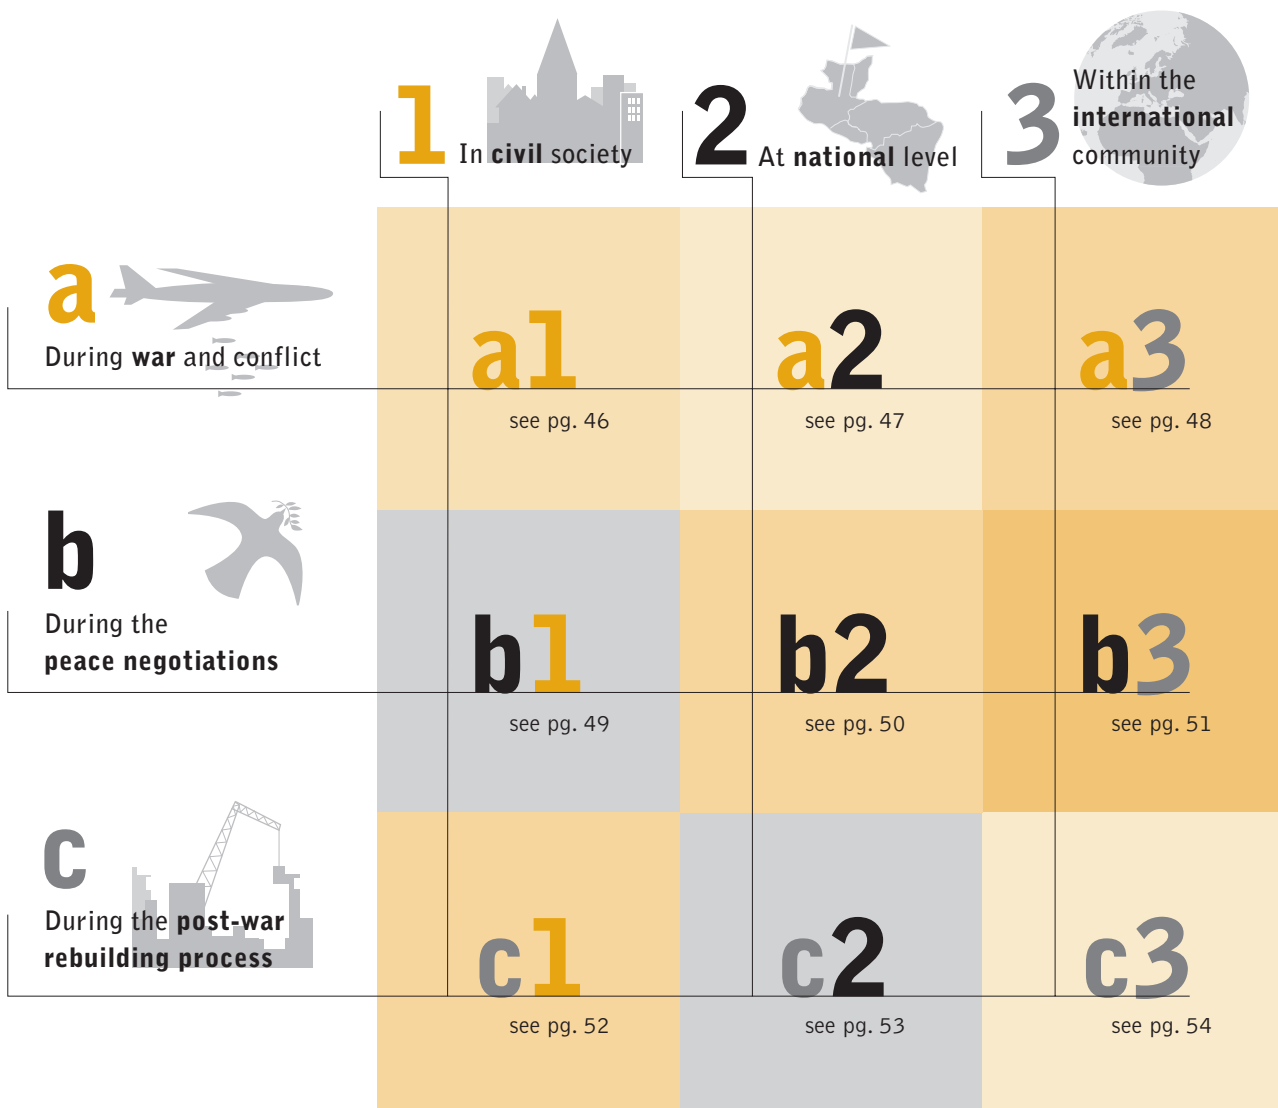 1
In civil society
2
At national level
3
Within the
international
community
a
During war and conflict
a1
see pg. 46
a2
see pg. 47
a3
see pg. 48
b
During the
peace negotiations
b1
see pg. 49
b2
see pg. 50
b3
see pg. 51
c
During the post-war
rebuilding process
c1
see pg. 52
c2
see pg. 53
c3
see pg. 54